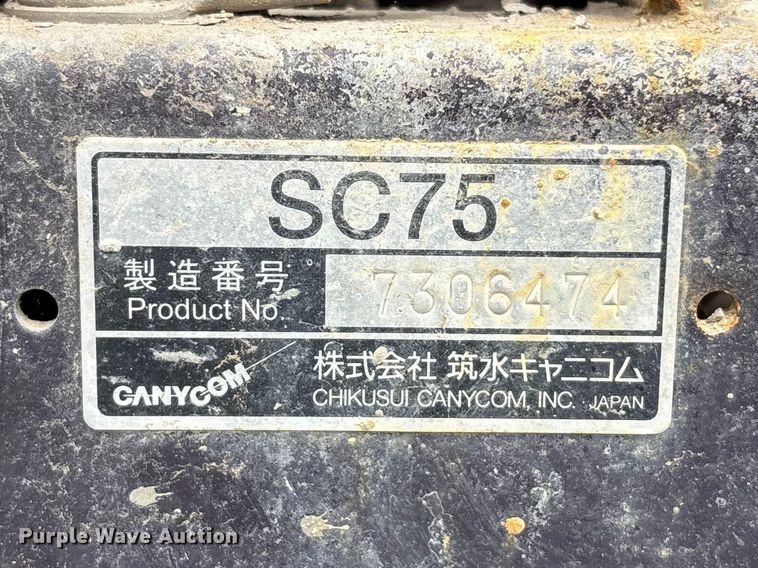 SC75
製造番号
Product No.
7306474
CANYCOM
株式会社 筑水キャニコム
CHIKUSUI CANYCOM, INC. JAPAN
Purple Wave Auction